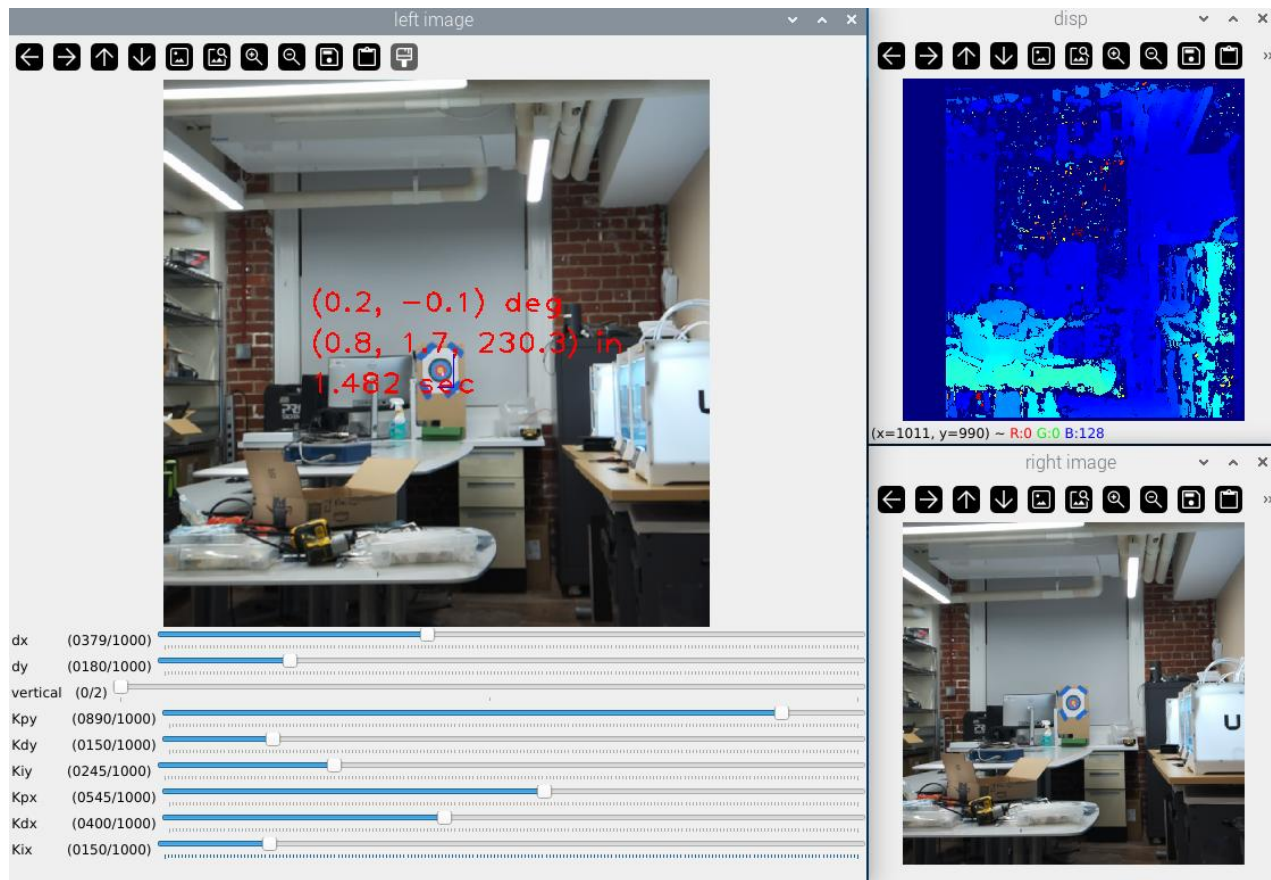 left image
(0.2, −0.1) deg
(0.8, 1.7, 230.3) in
1.482 sec
dx (0379/1000)
dy (0180/1000)
vertical (0/2)
Kpy (0890/1000)
Kdy (0150/1000)
Kiy (0245/1000)
Kpx (0545/1000)
Kdx (0400/1000)
Kix (0150/1000)
disp
(x=1011, y=990) ~ R:0 G:0 B:128
right image
U